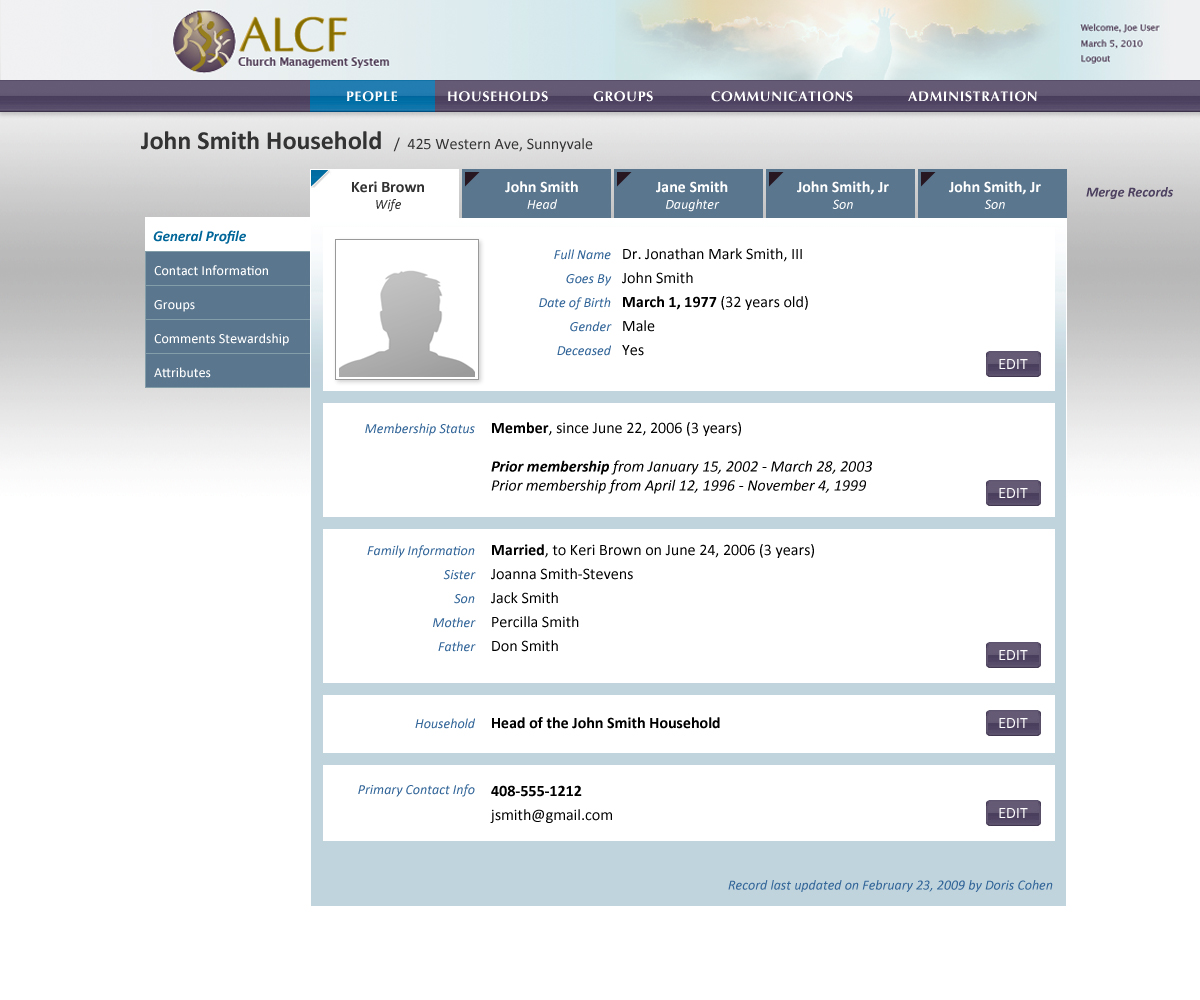 ALCF
Church Management System
Welcome, Joe User
March 5, 2010
Logout
PEOPLE HOUSEHOLDS GROUPS COMMUNICATIONS ADMINISTRATION
John Smith Household / 425 Western Ave, Sunnyvale
Keri Brown
Wife
John Smith
Head
Jane Smith
Daughter
John Smith, Jr
Son
John Smith, Jr
Son
Merge Records
General Profile
Contact Information
Groups
Comments Stewardship
Attributes
Full Name Dr. Jonathan Mark Smith, III
Goes By John Smith
Date of Birth March 1, 1977 (32 years old)
Gender Male
Deceased Yes
EDIT
Membership Status Member, since June 22, 2006 (3 years)
Prior membership from January 15, 2002 - March 28, 2003
Prior membership from April 12, 1996 - November 4, 1999
EDIT
Family Information Married, to Keri Brown on June 24, 2006 (3 years)
Sister Joanna Smith-Stevens
Son Jack Smith
Mother Percilla Smith
Father Don Smith
EDIT
Household Head of the John Smith Household
EDIT
Primary Contact Info 408-555-1212
jsmith@gmail.com
EDIT
Record last updated on February 23, 2009 by Doris Cohen